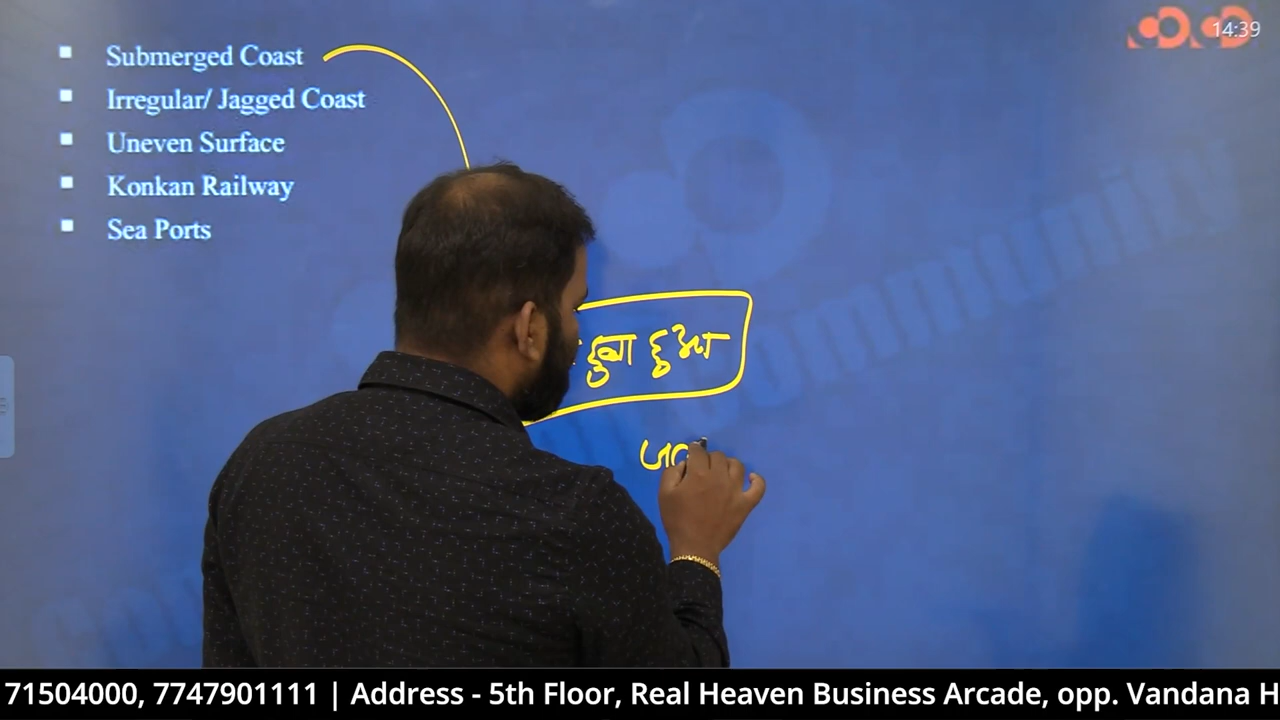 14:39
▪ Submerged Coast
▪ Irregular/ Jagged Coast
▪ Uneven Surface
▪ Konkan Railway
▪ Sea Ports
डुबा हुआ
community
71504000, 7747901111 | Address - 5th Floor, Real Heaven Business Arcade, opp. Vandana H